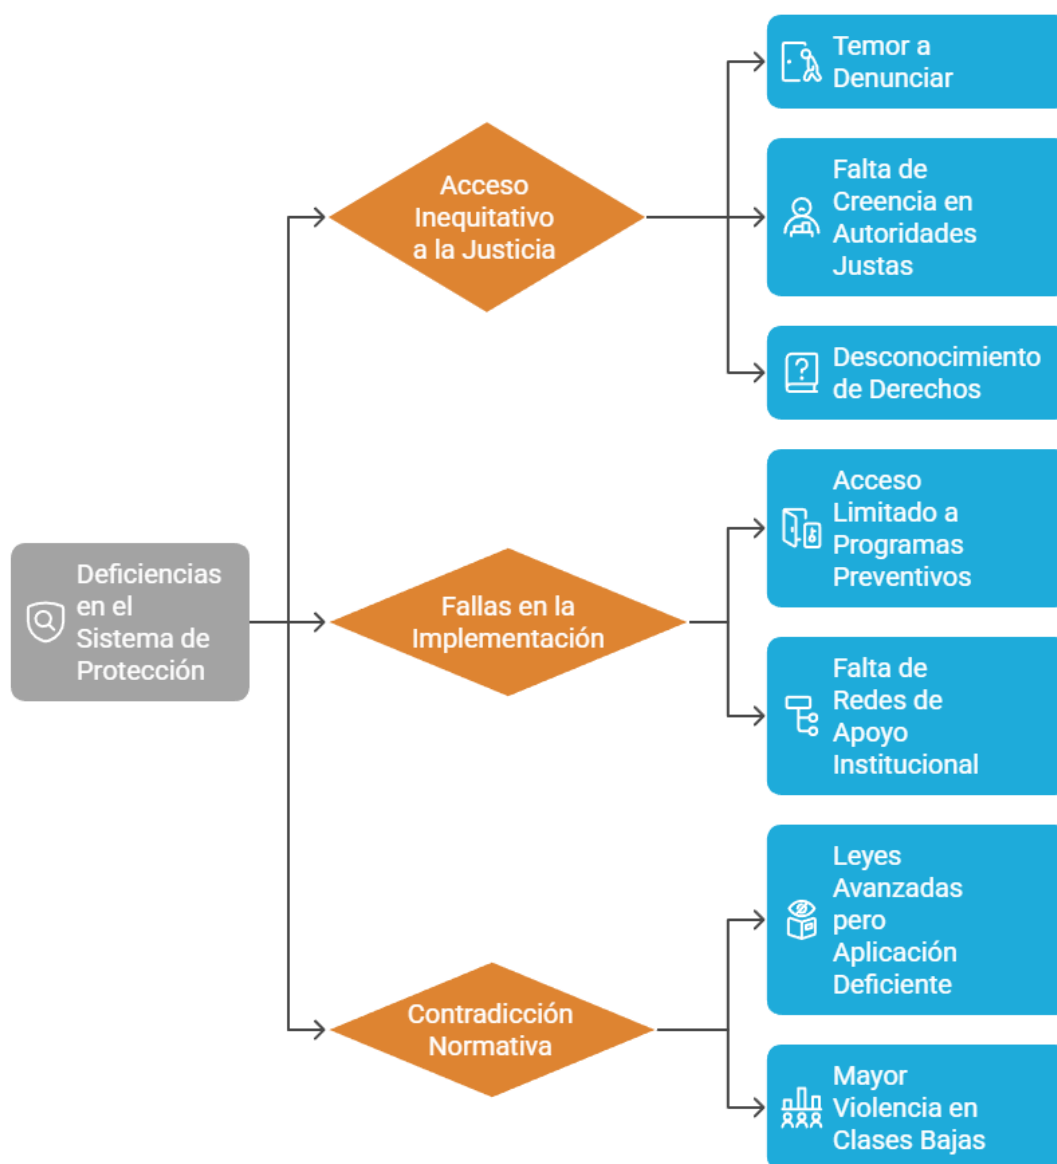 Temor a
Denunciar
Acceso
Inequitativo
a la Justicia
Falta de
Creencia en
Autoridades
Justas
Desconocimiento
de Derechos
Acceso
Limitado a
Programas
Preventivos
Deficiencias
en el
Sistema de
Protección
Fallas en la
Implementación
Falta de
Redes de
Apoyo
Institucional
Leyes
Avanzadas
pero
Aplicación
Deficiente
Contradicción
Normativa
Mayor
Violencia en
Clases Bajas